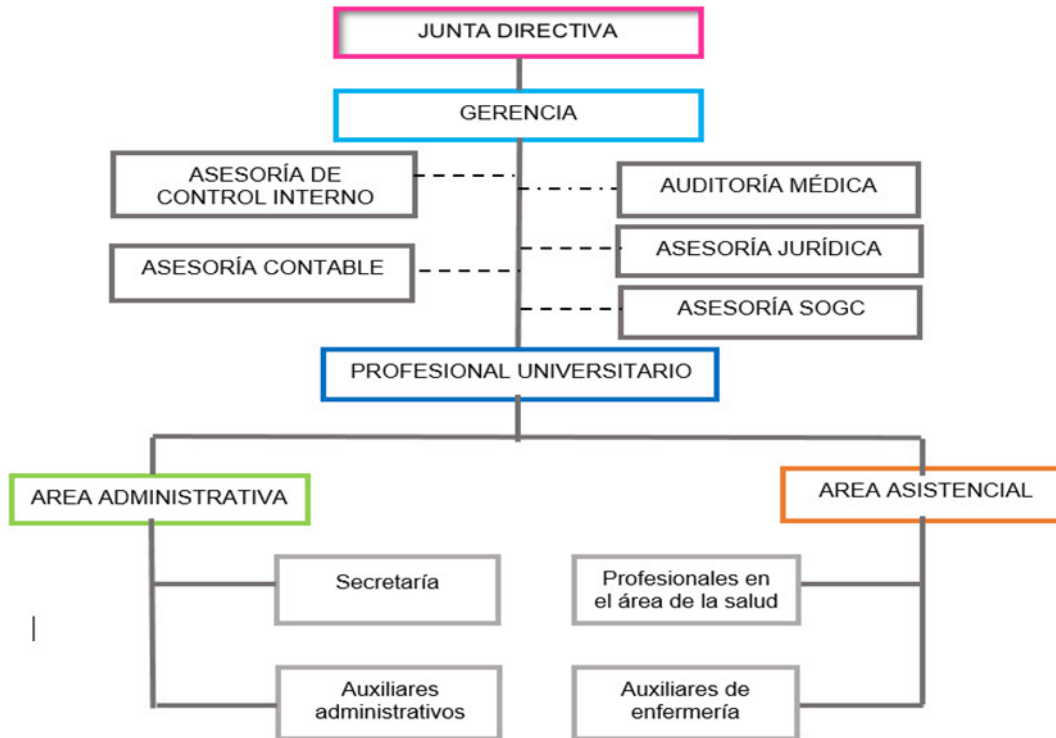 JUNTA DIRECTIVA
GERENCIA
ASESORÍA DE
CONTROL INTERNO
AUDITORÍA MÉDICA
ASESORÍA JURÍDICA
ASESORÍA CONTABLE
ASESORÍA SOGC
PROFESIONAL UNIVERSITARIO
AREA ADMINISTRATIVA
AREA ASISTENCIAL
Secretaría
Profesionales en
el área de la salud
Auxiliares
administrativos
Auxiliares de
enfermería